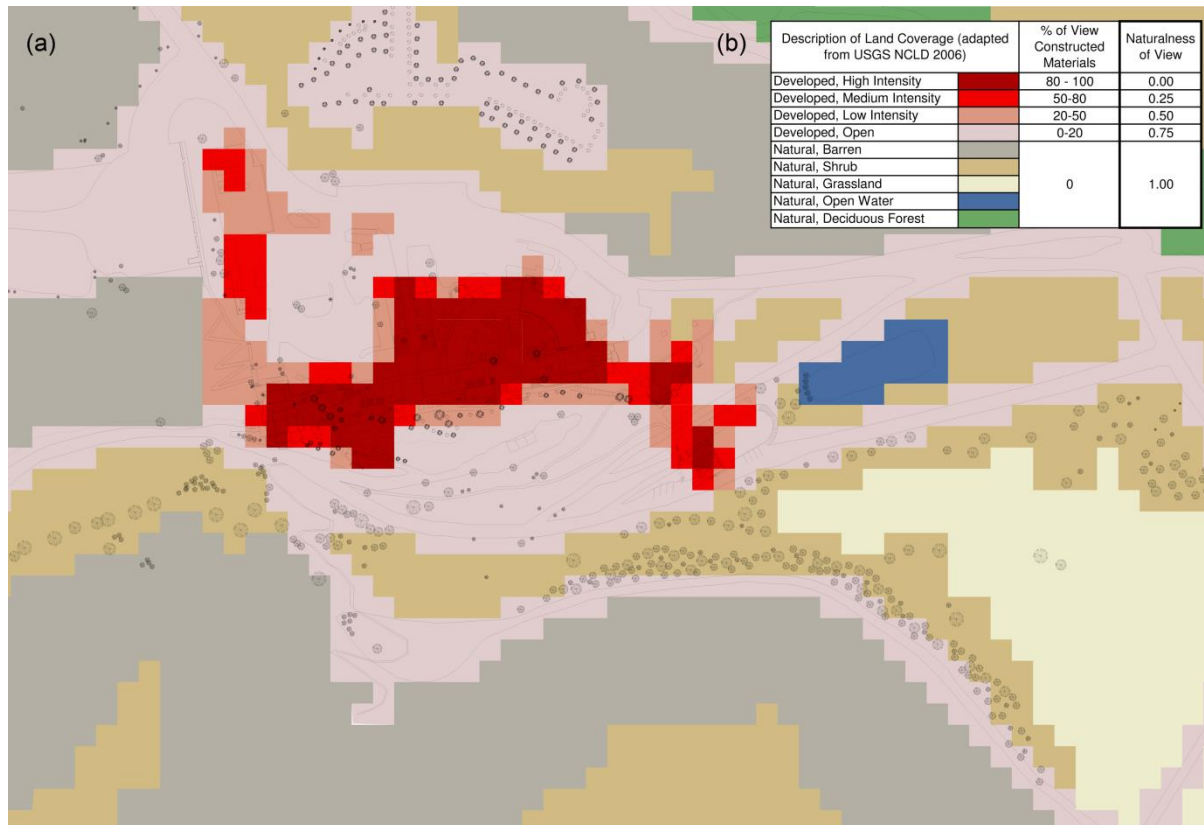 (a)
(b)
Description of Land Coverage (adapted
from USGS NCLD 2006)
% of View
Constructed
Materials
Naturalness
of View
Developed, High Intensity 80 - 100 0.00
Developed, Medium Intensity 50-80 0.25
Developed, Low Intensity 20-50 0.50
Developed, Open 0-20 0.75
Natural, Barren
Natural, Shrub
Natural, Grassland 0 1.00
Natural, Open Water
Natural, Deciduous Forest